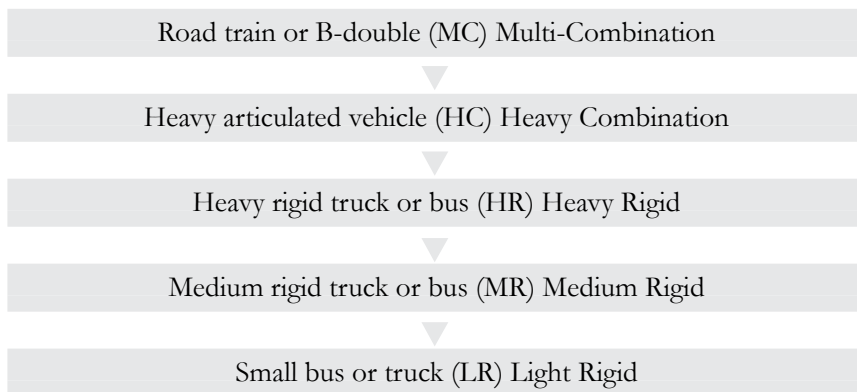 Road train or B-double (MC) Multi-Combination
Heavy articulated vehicle (HC) Heavy Combination
Heavy rigid truck or bus (HR) Heavy Rigid
Medium rigid truck or bus (MR) Medium Rigid
Small bus or truck (LR) Light Rigid